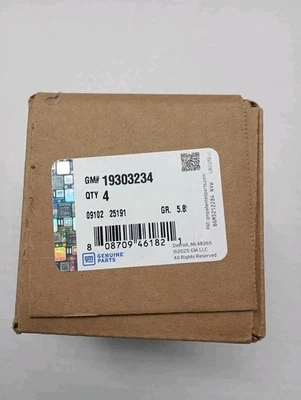 GM# 19303234
QTY 4
09102 25191 GR. 5.8
8 08709 46182 1
GENUINE
PARTS
Detroit, MI 48265
©2020 GM LLC
All Rights Reserved